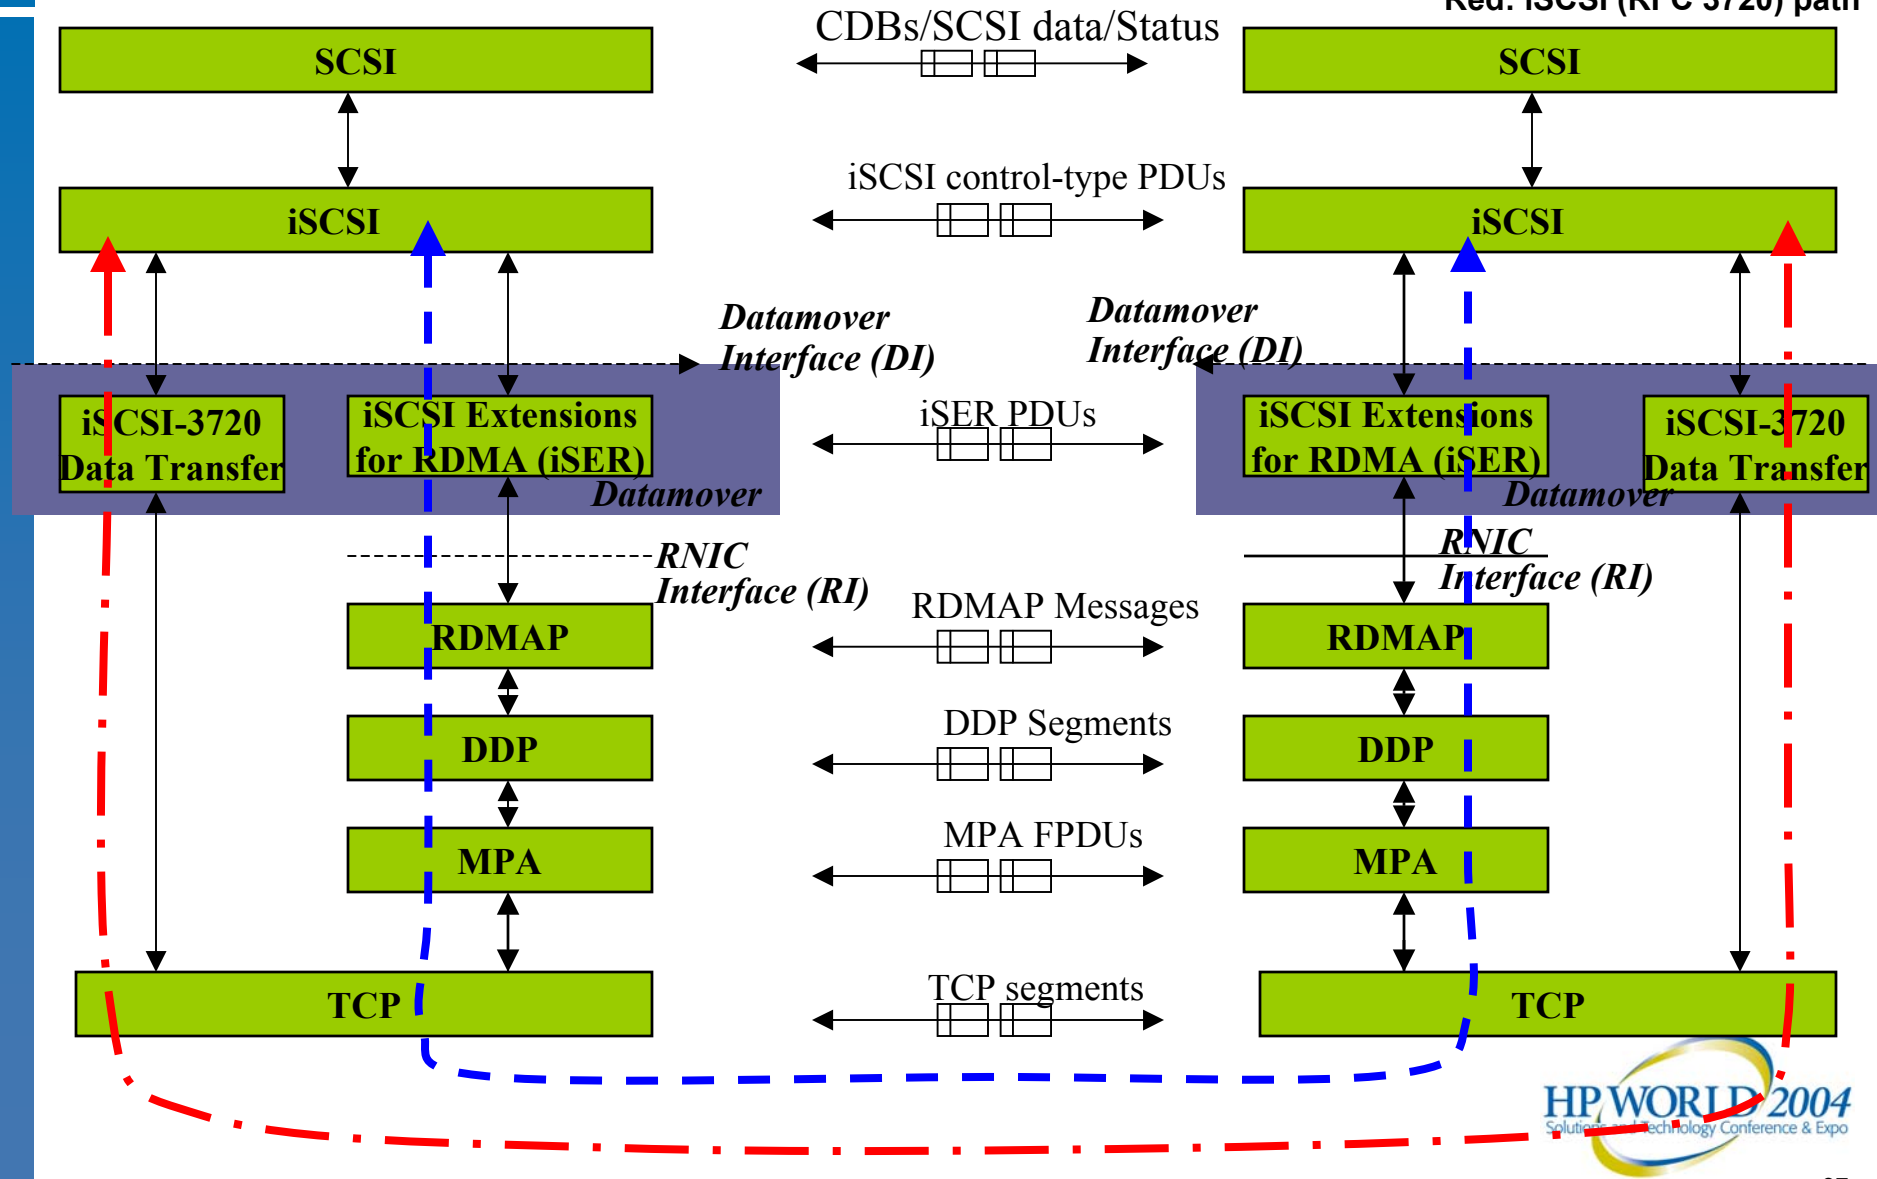 Red: iSCSI (RFC 3720) path
CDBs/SCSI data/Status
SCSI
SCSI
iSCSI control-type PDUs
iSCSI
iSCSI
Datamover
Interface (DI)
Datamover
Interface (DI)
iSCSI-3720
Data Transfer
iSCSI Extensions
for RDMA (iSER)
Datamover
iSER PDUs
iSCSI Extensions
for RDMA (iSER)
iSCSI-3720
Data Transfer
Datamover
RNIC
Interface (RI)
RNIC
Interface (RI)
RDMAP Messages
RDMAP
RDMAP
DDP Segments
DDP
DDP
MPA FPDUs
MPA
MPA
TCP segments
TCP
TCP
HP WORLD 2004
Solutions and Technology Conference & Expo